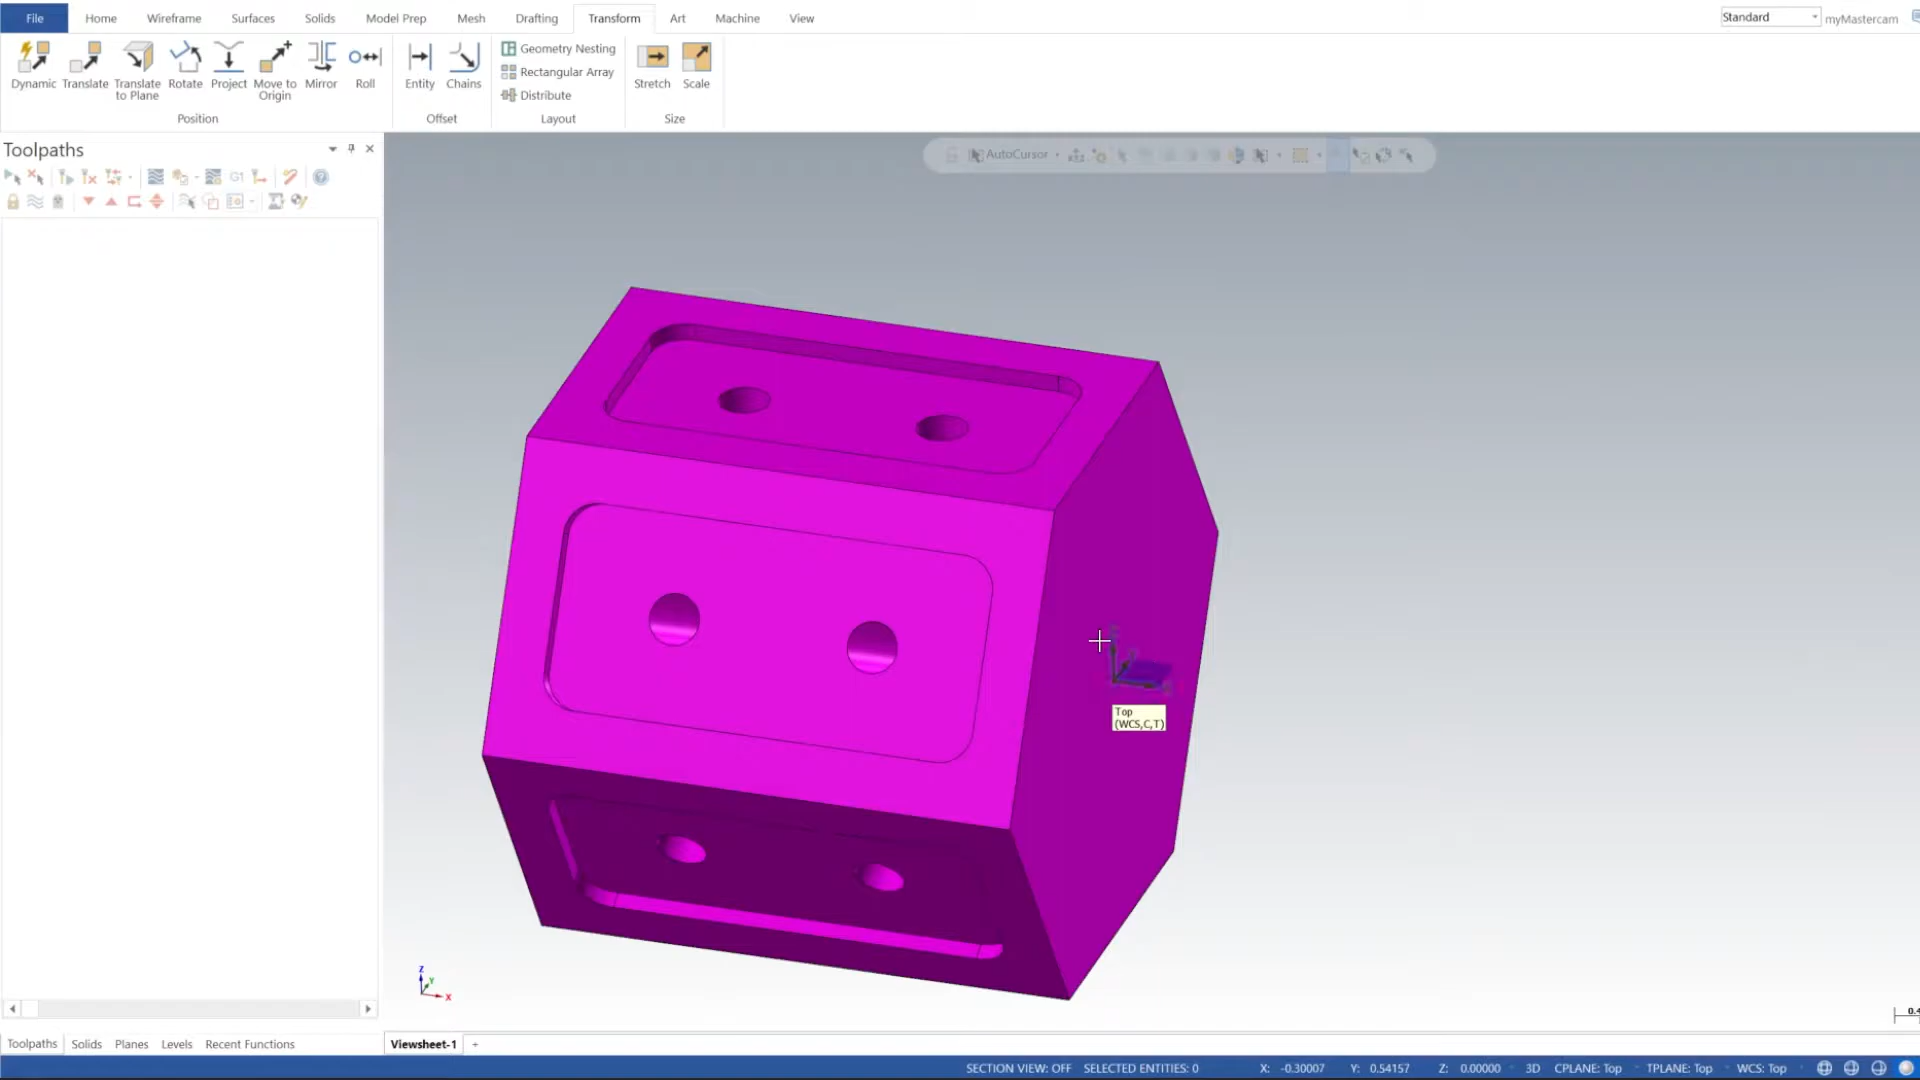 File Home Wireframe Surfaces Solids Model Prep Mesh Drafting Transform Art Machine View
Standard
myMastercam
Dynamic Translate Translate to Plane Rotate Project Move to Origin Mirror Roll
Position
Entity Chains
Offset
Geometry Nesting
Rectangular Array
Distribute
Layout
Stretch Scale
Size
Toolpaths
G1
AutoCursor
Top
(WCS,C,T)
Z
Y
X
0.4
Toolpaths Solids Planes Levels Recent Functions
Viewsheet-1 +
SECTION VIEW: OFF SELECTED ENTITIES: 0 X: -0.30007 Y: 0.54157 Z: 0.00000 3D CPLANE: Top TPLANE: Top WCS: Top